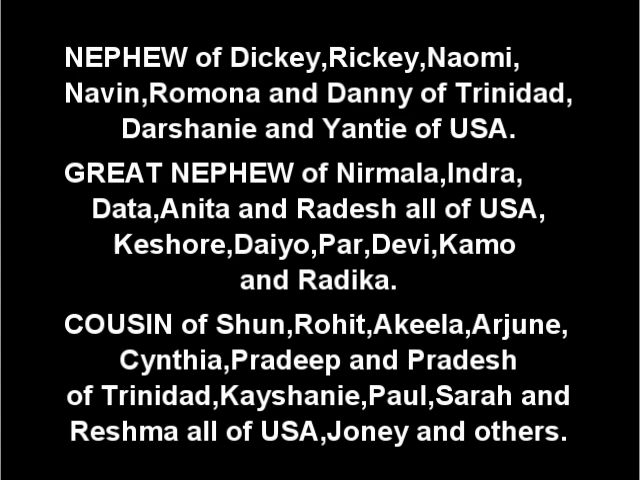 NEPHEW of Dickey,Rickey,Naomi,
Navin,Romona and Danny of Trinidad,
Darshanie and Yantie of USA.
GREAT NEPHEW of Nirmala,Indra,
Data,Anita and Radesh all of USA,
Keshore,Daiyo,Par,Devi,Kamo
and Radika.
COUSIN of Shun,Rohit,Akeela,Arjune,
Cynthia,Pradeep and Pradesh
of Trinidad,Kayshanie,Paul,Sarah and
Reshma all of USA,Joney and others.